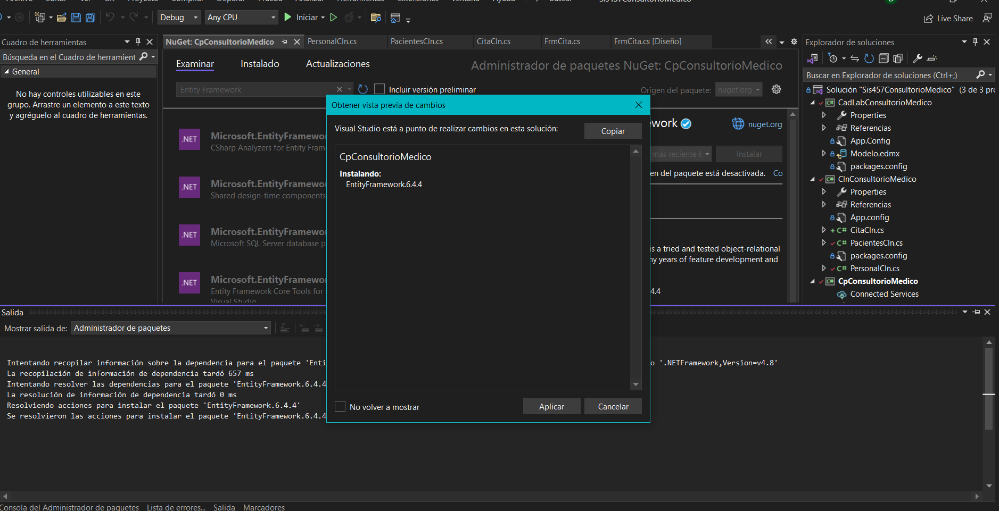 Debug
Any CPU
Iniciar
Live Share
Cuadro de herramientas
Búsqueda en el Cuadro de herramient
General
No hay controles utilizables en este
grupo. Arrastre un elemento a este texto
y agréguelo al cuadro de herramientas.
NuGet: CpConsultorioMedico
PersonalCln.cs
PacientesCln.cs
CitaCln.cs
FrmCita.cs
FrmCita.cs [Diseño]
Examinar
Instalado
Actualizaciones
Administrador de paquetes NuGet: CpConsultorioMedico
Entity Framework
Incluir versión preliminar
Origen del paquete:
nuget.org
.NET
Microsoft.EntityFramewor
CSharp Analyzers for Entity Fram
.NET
Microsoft.EntityFramewor
Shared design-time components
.NET
Microsoft.EntityFramewor
Microsoft SQL Server database p
.NET
Microsoft.EntityFramewor
Entity Framework Core Tools for
Visual Studio
work
nuget.org
más reciente 6
Instalar
en del paquete está desactivada. Co
is a tried and tested object-relational
ny years of feature development and
4.4
Obtener vista previa de cambios
Visual Studio está a punto de realizar cambios en esta solución:
Copiar
CpConsultorioMedico
Instalando:
EntityFramework.6.4.4
No volver a mostrar
Aplicar
Cancelar
Explorador de soluciones
Buscar en Explorador de soluciones (Ctrl+;)
Solución "Sis457ConsultorioMedico" (3 de 3 pro
CadLabConsultorioMedico
Properties
Referencias
App.Config
Modelo.edmx
packages.config
ClnConsultorioMedico
Properties
Referencias
App.config
CitaCln.cs
PacientesCln.cs
packages.config
PersonalCln.cs
CpConsultorioMedico
Connected Services
Salida
Mostrar salida de:
Administrador de paquetes
Intentando recopilar información sobre la dependencia para el paquete 'Enti
o '.NETFramework,Version=v4.8'
La recopilación de información de dependencia tardó 657 ms
Intentando resolver las dependencias para el paquete 'EntityFramework.6.4.4
La resolución de información de dependencia tardó 0 ms
Resolviendo acciones para instalar el paquete 'EntityFramework.6.4.4'
Se resolvieron las acciones para instalar el paquete 'EntityFramework.6.4.4
Consola del Administrador de paquetes
Lista de errores...
Salida
Marcadores